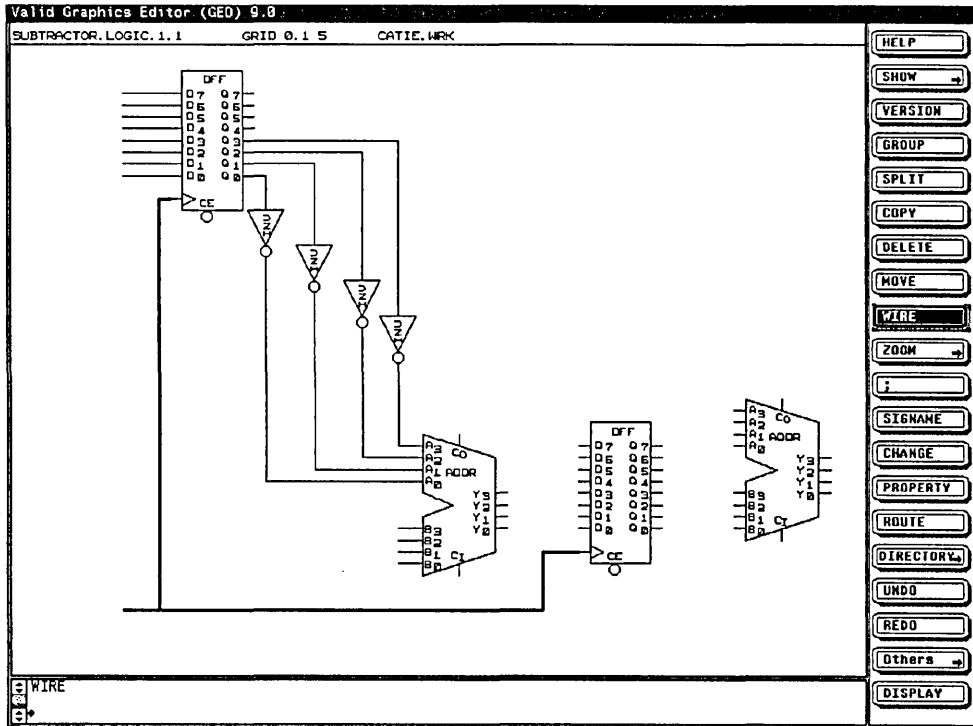 Valid Graphics Editor (GED) 9.0
SUBTRACTOR.LOGIC.1.1 GRID 0.1 5 CATIE.WRK
HELP
SHOW
VERSION
GROUP
SPLIT
COPY
DELETE
MOVE
WIRE
ZOOM
;
SIGNAME
CHANGE
PROPERTY
ROUTE
DIRECTORY
UNDO
REDO
Others
DISPLAY
DFF
D7 Q7
D6 Q6
D5 Q5
D4 Q4
D3 Q3
D2 Q2
D1 Q1
D0 Q0
CE
INV
INV
INV
INV
CO
A3
A2
A1 ADDR
A0
Y3
Y2
Y1
Y0
B3
B2
B1
B0
CI
DFF
D7 Q7
D6 Q6
D5 Q5
D4 Q4
D3 Q3
D2 Q2
D1 Q1
D0 Q0
CE
CO
A3
A2
A1 ADDR
A0
Y3
Y2
Y1
Y0
B3
B2
B1
B0
CI
WIRE